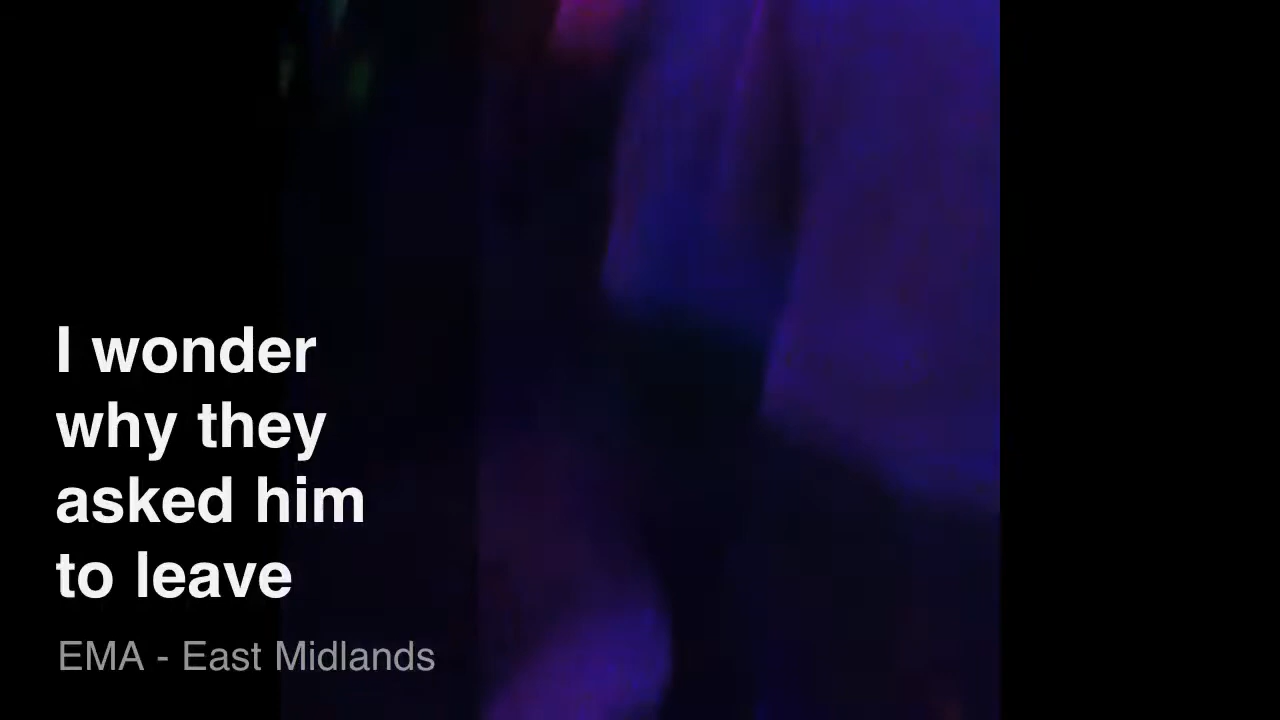 I wonder
why they
asked him
to leave
EMA - East Midlands